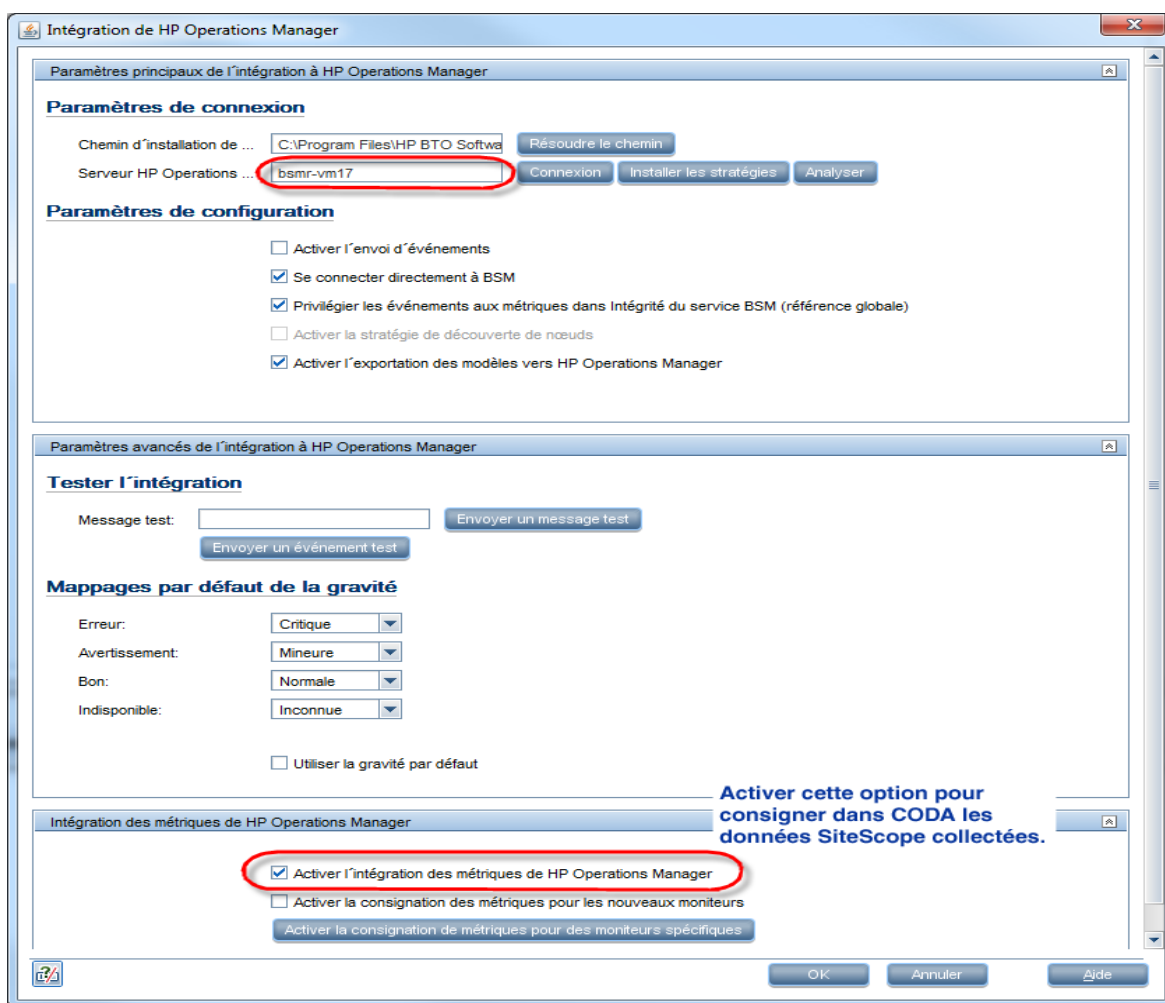 Intégration de HP Operations Manager
Paramètres principaux de l´intégration à HP Operations Manager
Paramètres de connexion
Chemin d´installation de ... C:\Program Files\HP BTO Softwa Résoudre le chemin
Serveur HP Operations ... bsmr-vm17 Connexion Installer les stratégies Analyser
Paramètres de configuration
Activer l´envoi d´événements
Se connecter directement à BSM
Privilégier les événements aux métriques dans Intégrité du service BSM (référence globale)
Activer la stratégie de découverte de nœuds
Activer l´exportation des modèles vers HP Operations Manager
Paramètres avancés de l´intégration à HP Operations Manager
Tester l´intégration
Message test: Envoyer un message test
Envoyer un événement test
Mappages par défaut de la gravité
Erreur: Critique
Avertissement: Mineure
Bon: Normale
Indisponible: Inconnue
Utiliser la gravité par défaut
Activer cette option pour
consigner dans CODA les
données SiteScope collectées.
Intégration des métriques de HP Operations Manager
Activer l´intégration des métriques de HP Operations Manager
Activer la consignation des métriques pour les nouveaux moniteurs
Activer la consignation de métriques pour des moniteurs spécifiques
OK Annuler Aide